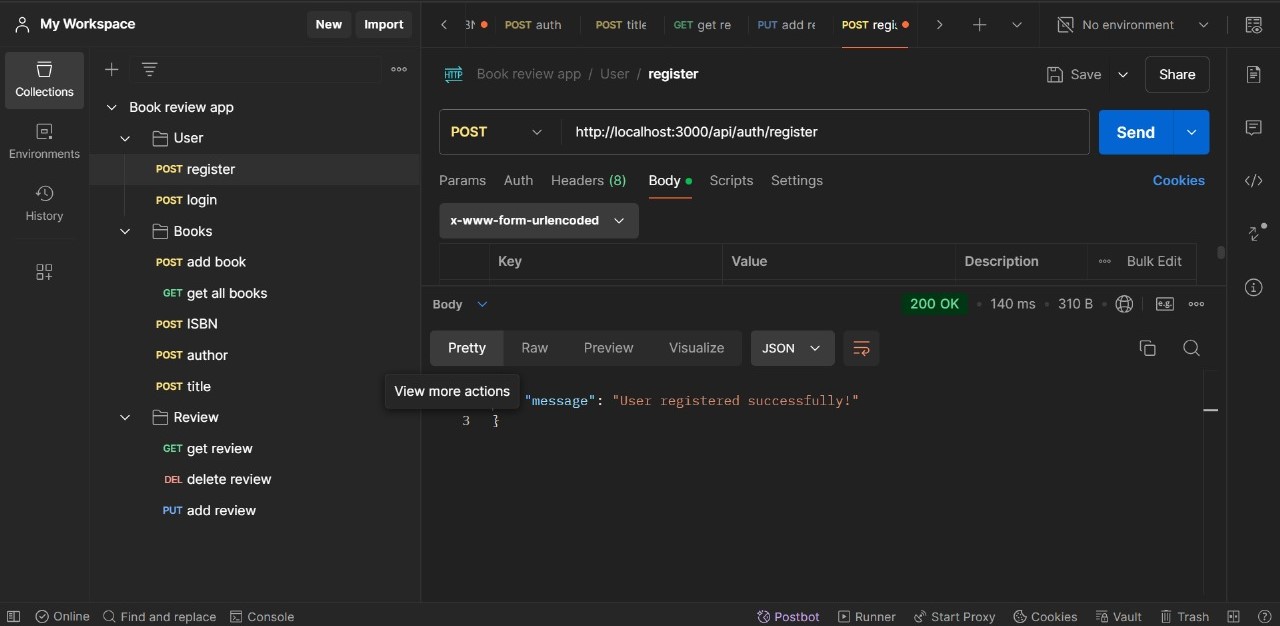 My Workspace
New
Import
Collections
Environments
History
Book review app
User
POST register
POST login
Books
POST add book
GET get all books
POST ISBN
POST author
POST title
Review
GET get review
DEL delete review
PUT add review
POST auth
POST title
GET get re
PUT add re
POST regi
No environment
HTTP Book review app / User / register
Save
Share
POST
http://localhost:3000/api/auth/register
Send
Params Auth Headers (8) Body Scripts Settings
Cookies
x-www-form-urlencoded
Key Value Description
Bulk Edit
Body
200 OK • 140 ms • 310 B •
e.g.
Pretty Raw Preview Visualize
JSON
View more actions
"message": "User registered successfully!"
3 }
Online Find and replace Console
Postbot Runner Start Proxy Cookies Vault Trash